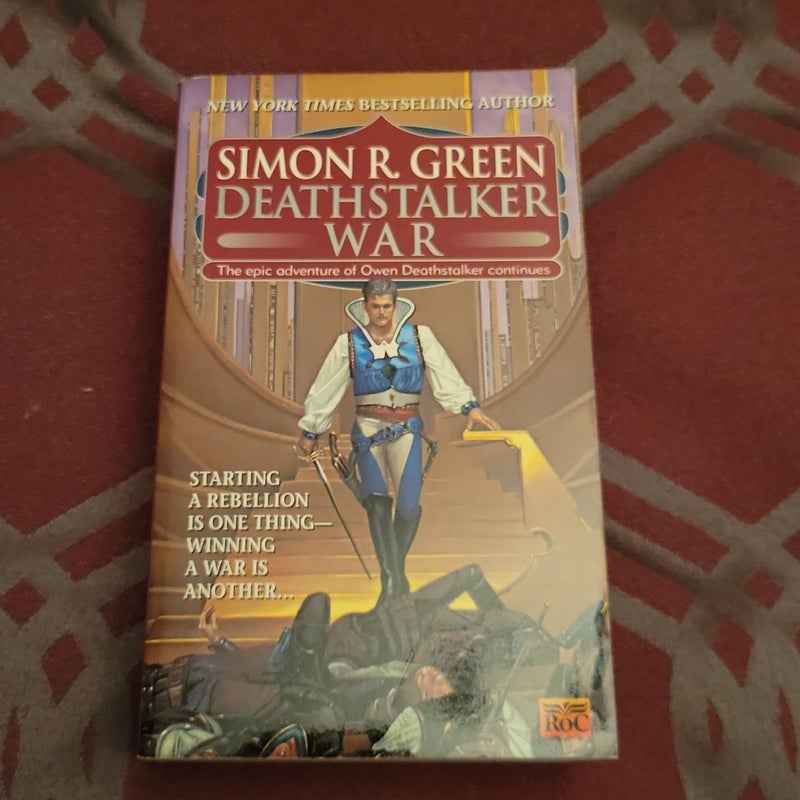 NEW YORK TIMES BESTSELLING AUTHOR
SIMON R. GREEN
DEATHSTALKER
WAR
The epic adventure of Owen Deathstalker continues
STARTING
A REBELLION
IS ONE THING—
WINNING
A WAR IS
ANOTHER...
ROC